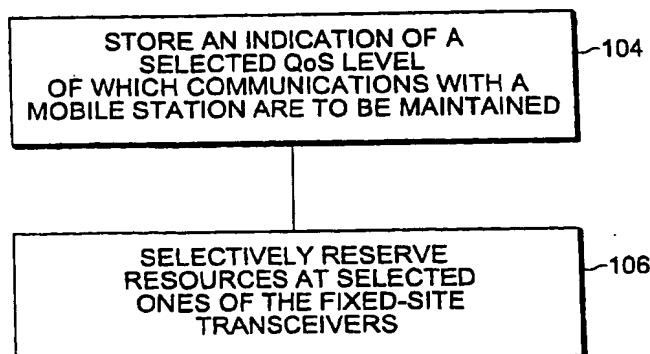 STORE AN INDICATION OF A
SELECTED QoS LEVEL
OF WHICH COMMUNICATIONS WITH A
MOBILE STATION ARE TO BE MAINTAINED
104
SELECTIVELY RESERVE
RESOURCES AT SELECTED
ONES OF THE FIXED-SITE
TRANSCEIVERS
106